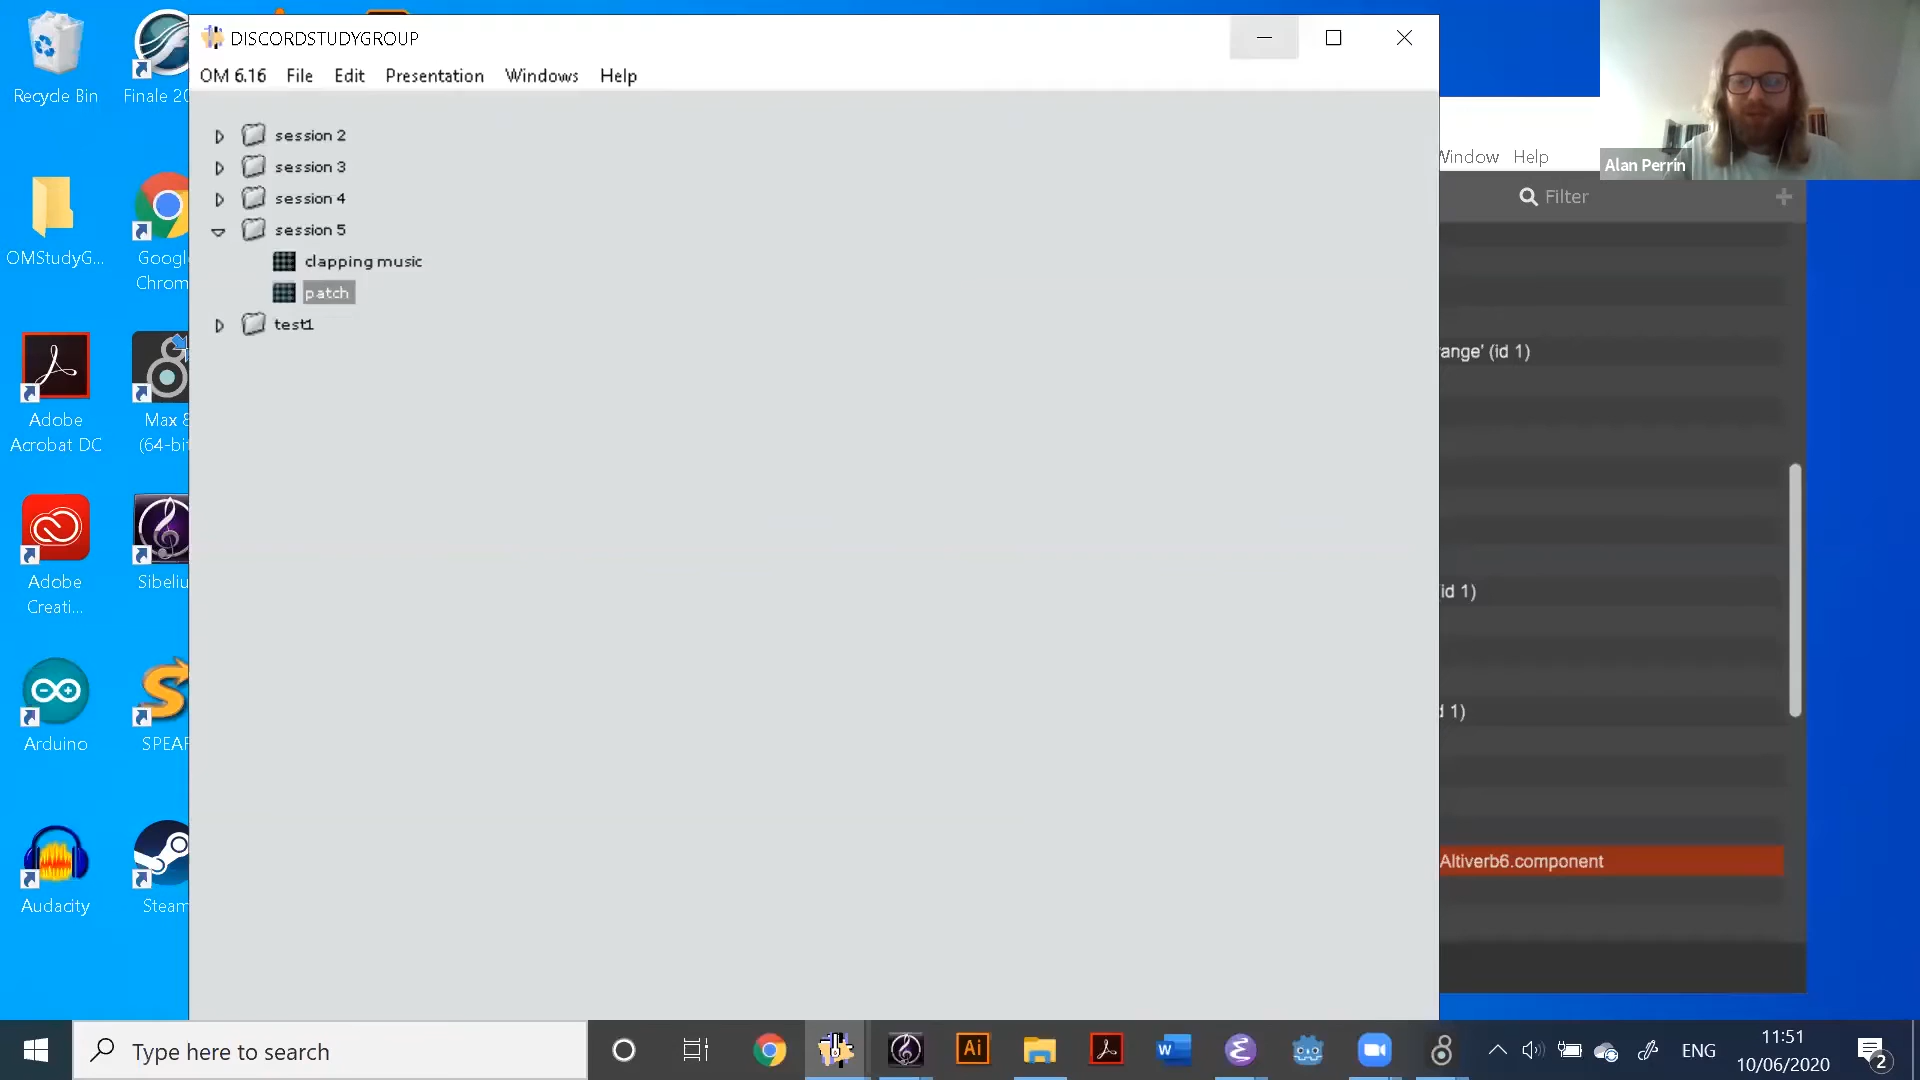 DISCORDSTUDYGROUP
OM 6.16 File Edit Presentation Windows Help
session 2
session 3
session 4
session 5
clapping music
patch
test1
Recycle Bin
Finale 20
OMStudyG...
Googl
Chrom
Adobe
Acrobat DC
Max 8
(64-bit
Adobe
Creati...
Sibeliu
Arduino
SPEAR
Audacity
Steam
Alan Perrin
Window Help
Filter
ange' (id 1)
id 1)
d 1)
Altiverb6.component
Type here to search
Ai
W
ENG
11:51
10/06/2020
2